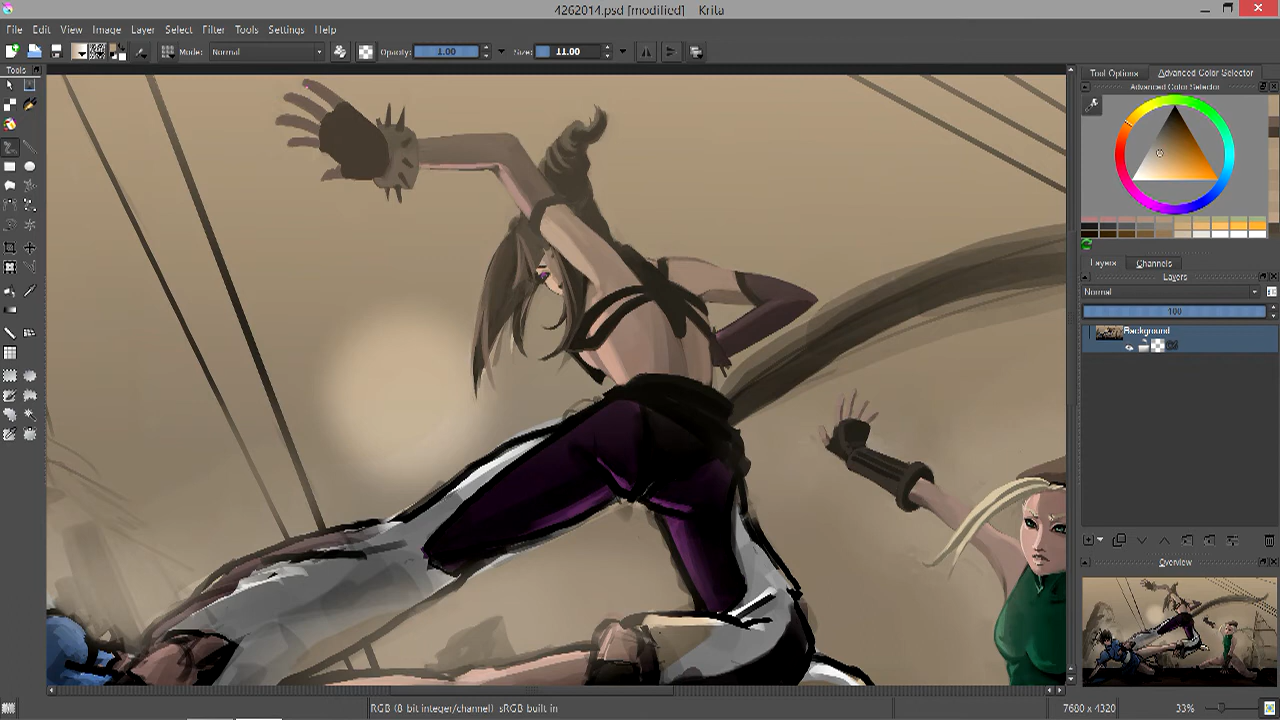 4262014.psd [modified] - Krita
File Edit View Image Layer Select Filter Tools Settings Help
Mode: Normal Opacity: 1.00 Size: 11.00
Tools
Tool Options Advanced Color Selector
Advanced Color Selector
Layers Channels
Layers
Normal
100
Background
Overview
RGB (8 bit integer/channel) sRGB built in 7680 x 4320 33%